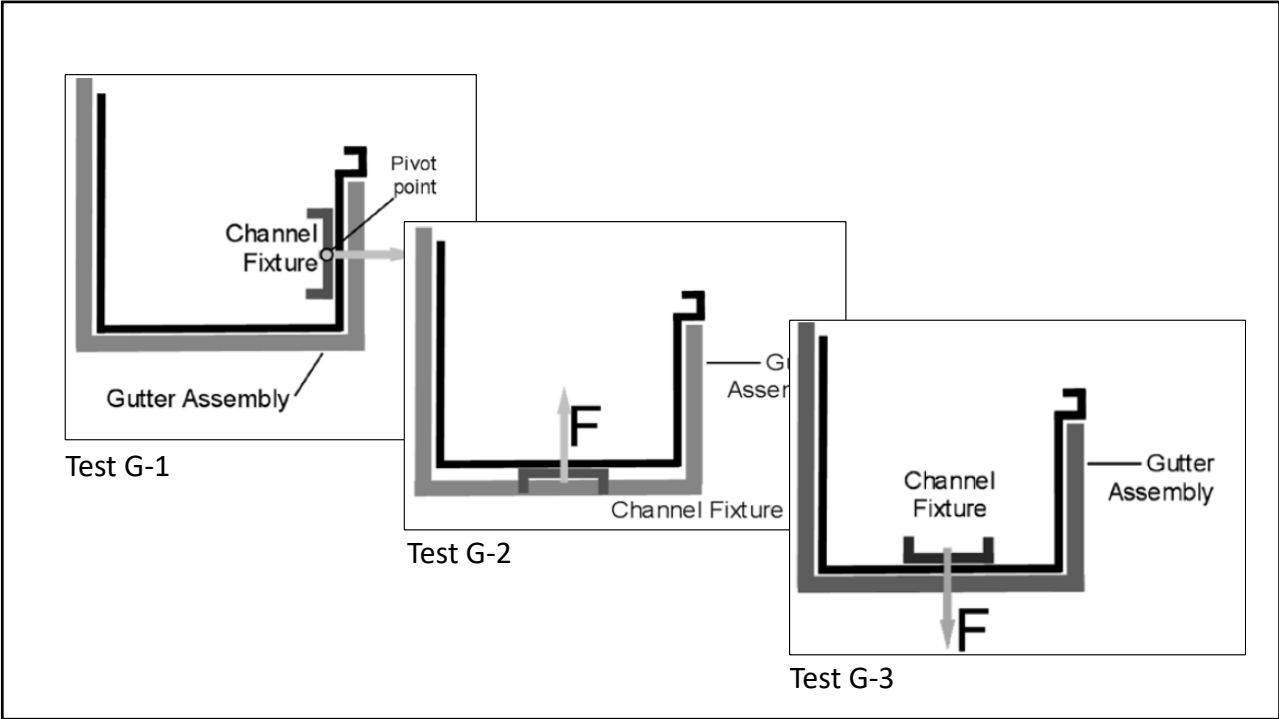 Pivot
point
Channel
Fixture
Gutter Assembly
Test G-1
F
Channel Fixture
Test G-2
Channel
Fixture
Gutter
Assembly
F
Test G-3